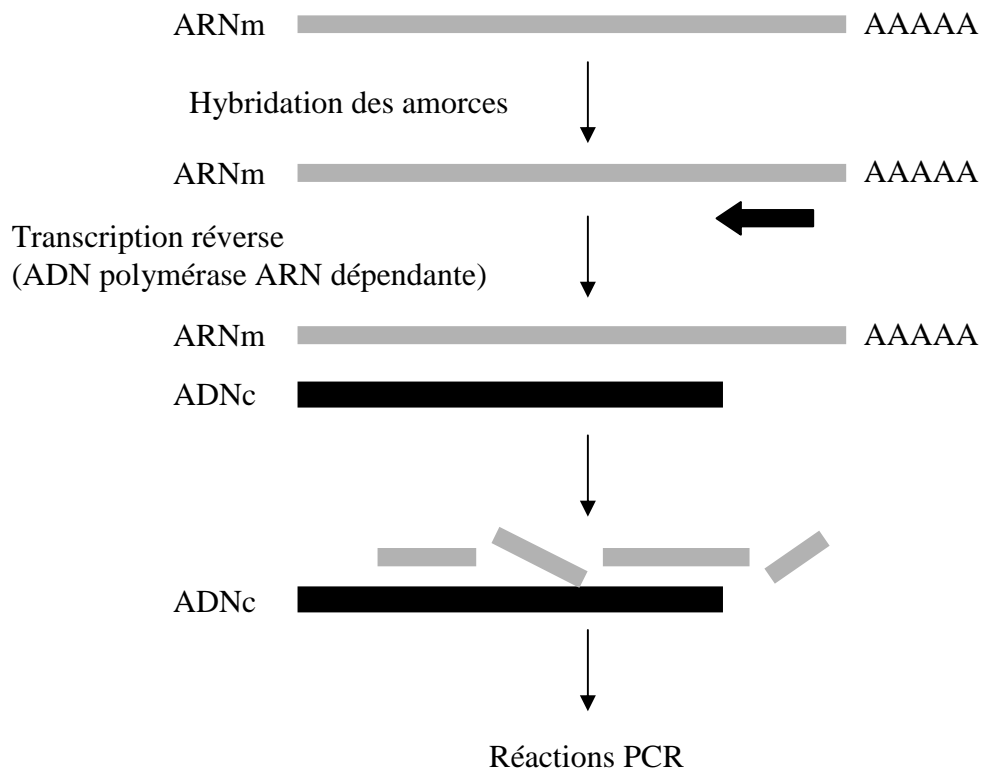 ARNm AAAAA
Hybridation des amorces
ARNm AAAAA
Transcription réverse
(ADN polymérase ARN dépendante)
ARNm AAAAA
ADNc
ADNc
Réactions PCR